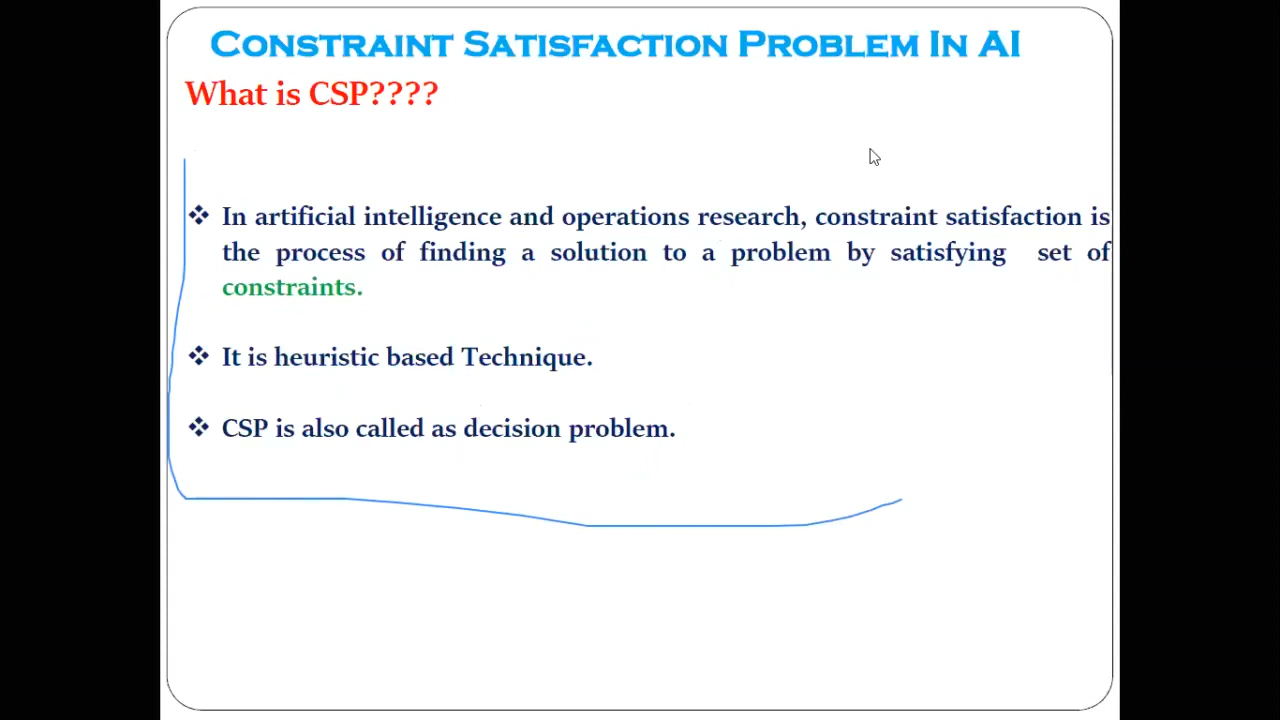 CONSTRAINT SATISFACTION PROBLEM IN AI
What is CSP????
❖ In artificial intelligence and operations research, constraint satisfaction is
the process of finding a solution to a problem by satisfying set of
constraints.
❖ It is heuristic based Technique.
❖ CSP is also called as decision problem.